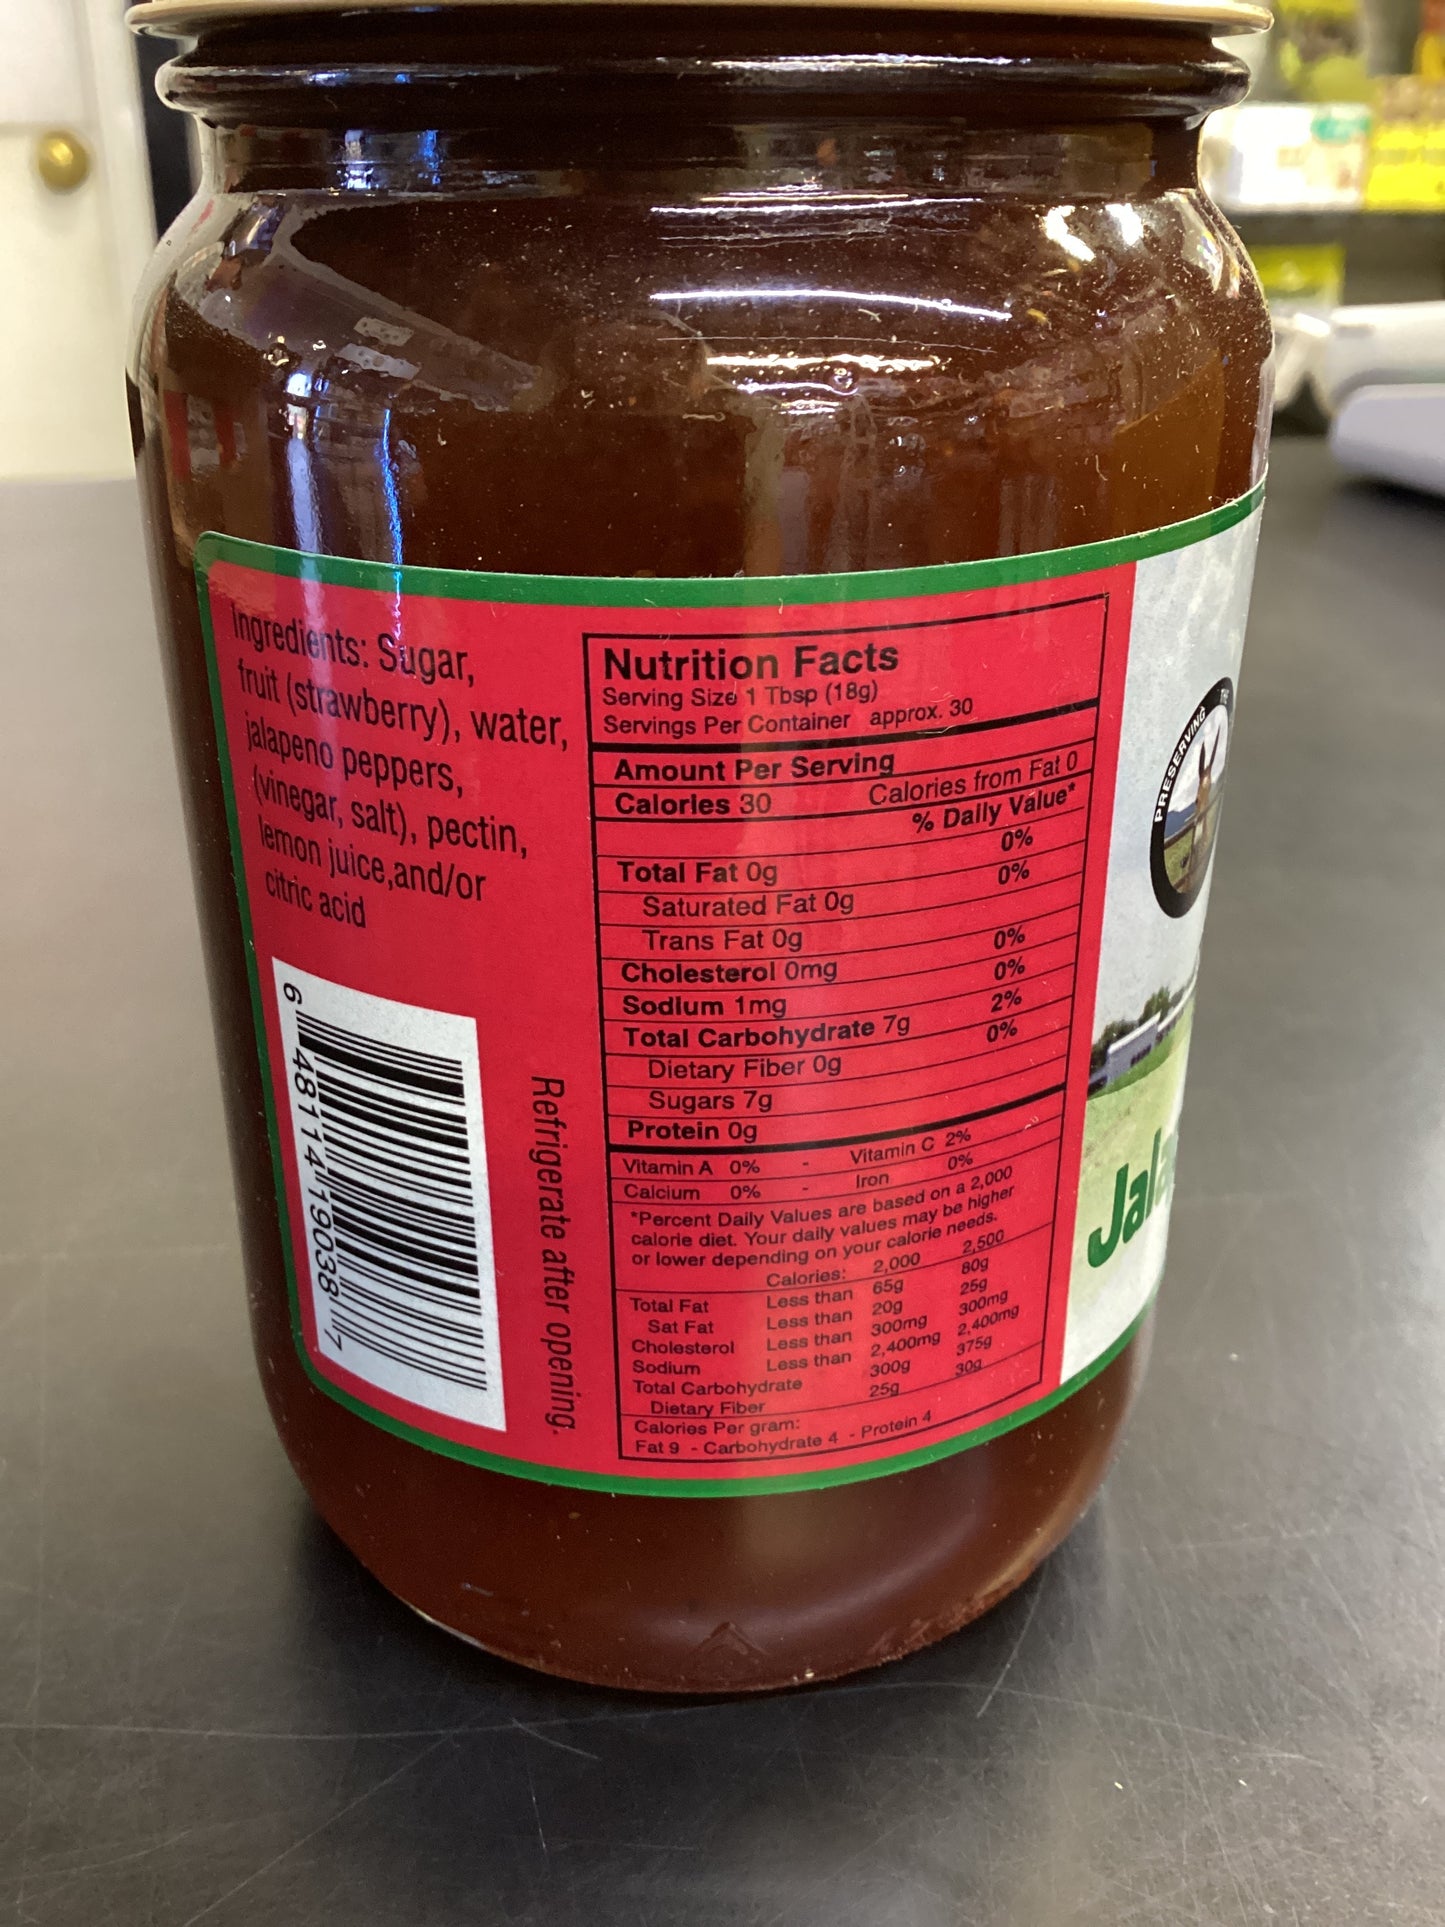 Ingredients: Sugar,
fruit (strawberry), water,
jalapeno peppers,
(vinegar, salt), pectin,
lemon juice,and/or
citric acid
6 48114 19038 7
Refrigerate after opening.
Nutrition Facts
Serving Size 1 Tbsp (18g)
Servings Per Container approx. 30
Amount Per Serving
Calories 30 Calories from Fat 0
% Daily Value*
Total Fat 0g 0%
Saturated Fat 0g 0%
Trans Fat 0g
Cholesterol 0mg 0%
Sodium 1mg 0%
Total Carbohydrate 7g 2%
Dietary Fiber 0g 0%
Sugars 7g
Protein 0g
Vitamin A 0% - Vitamin C 2%
Calcium 0% - Iron 0%
*Percent Daily Values are based on a 2,000
calorie diet. Your daily values may be higher
or lower depending on your calorie needs.
Calories: 2,000 2,500
Total Fat Less than 65g 80g
Sat Fat Less than 20g 25g
Cholesterol Less than 300mg 300mg
Sodium Less than 2,400mg 2,400mg
Total Carbohydrate 300g 375g
Dietary Fiber 25g 30g
Calories Per gram:
Fat 9 - Carbohydrate 4 - Protein 4
PRESERVING THE
Jala